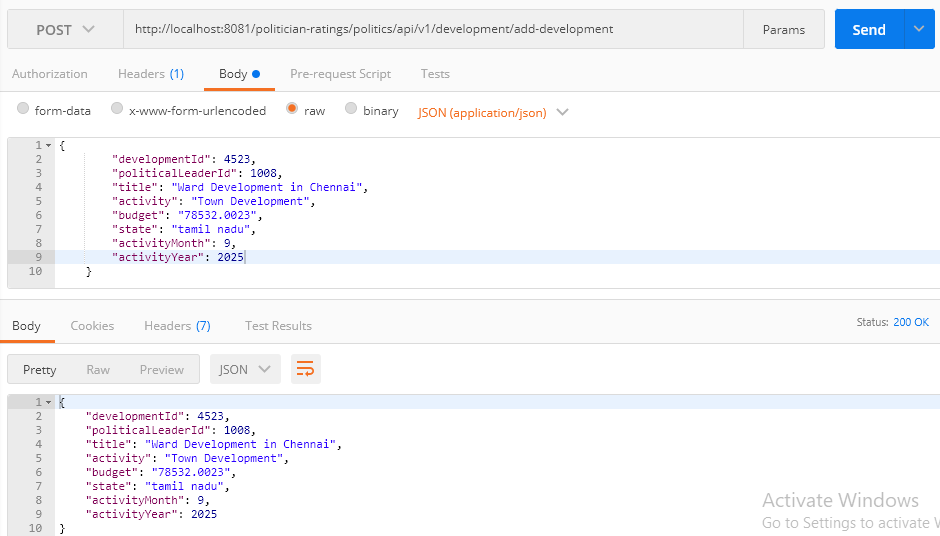 POST http://localhost:8081/politician-ratings/politics/api/v1/development/add-development Params Send
Authorization Headers (1) Body Pre-request Script Tests
form-data x-www-form-urlencoded raw binary JSON (application/json)
1 {
2 "developmentId": 4523,
3 "politicalLeaderId": 1008,
4 "title": "Ward Development in Chennai",
5 "activity": "Town Development",
6 "budget": "78532.0023",
7 "state": "tamil nadu",
8 "activityMonth": 9,
9 "activityYear": 2025
10 }
Body Cookies Headers (7) Test Results Status: 200 OK
Pretty Raw Preview JSON
1 {
2 "developmentId": 4523,
3 "politicalLeaderId": 1008,
4 "title": "Ward Development in Chennai",
5 "activity": "Town Development",
6 "budget": "78532.0023",
7 "state": "tamil nadu",
8 "activityMonth": 9,
9 "activityYear": 2025
10 }
Activate Windows
Go to Settings to activate